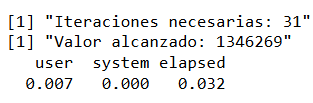 [1] "Iteraciones necesarias: 31"
[1] "Valor alcanzado: 1346269"
   user  system elapsed
  0.007   0.000   0.032